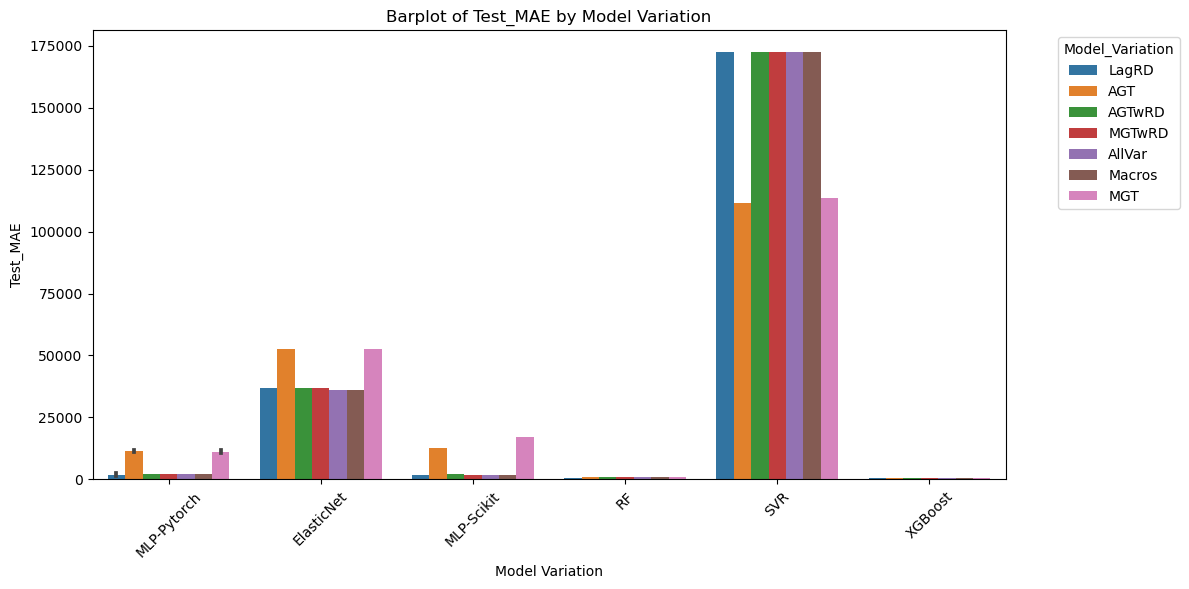 Barplot of Test_MAE by Model Variation
Test_MAE
175000
150000
125000
100000
75000
50000
25000
0
MLP-Pytorch
ElasticNet
MLP-Scikit
RF
SVR
XGBoost
Model Variation
Model_Variation
LagRD
AGT
AGTwRD
MGTwRD
AllVar
Macros
MGT